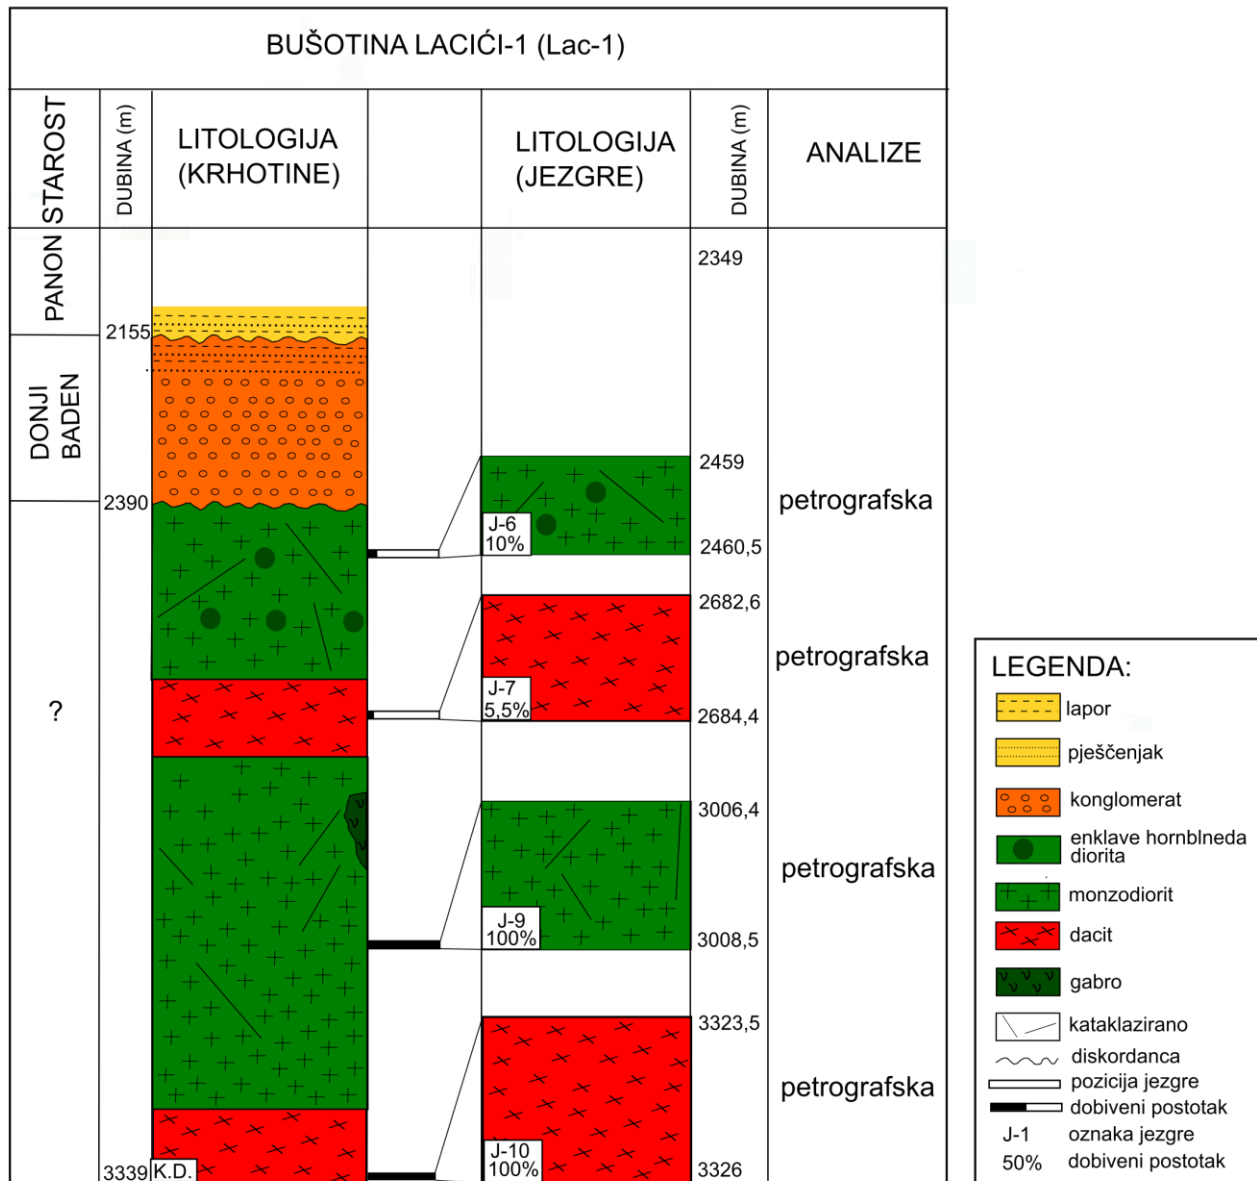 BUŠOTINA LACIĆI-1 (Lac-1)
STAROST
DUBINA (m)
LITOLOGIJA
(KRHOTINE)
LITOLOGIJA
(JEZGRE)
DUBINA (m)
ANALIZE
PANON
2349
2155
DONJI
BADEN
2459
2390
petrografska
J-6
10%
2460,5
2682,6
petrografska
J-7
5,5%
?
2684,4
3006,4
petrografska
J-9
100%
3008,5
3323,5
petrografska
J-10
100%
3339
K.D.
3326
LEGENDA:
lapor
pješčenjak
konglomerat
enklave hornblneda
diorita
monzodiorit
dacit
gabro
kataklazirano
diskordanca
pozicija jezgre
dobiveni postotak
J-1 oznaka jezgre
50% dobiveni postotak